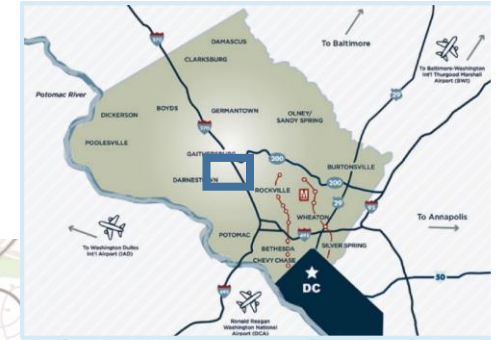 DAMASCUS
To Baltimore
CLARKSBURG
To Baltimore-Washington
Int'l Thurgood Marshall
Airport (BWI)
Potomac River
BOYDS
GERMANTOWN
DICKERSON
OLNEY/
SANDY SPRING
270
POOLESVILLE
GAITHERSBURG
200
BURTONSVILLE
DARNESTOWN
ROCKVILLE
M
200
29
WHEATON
To Annapolis
POTOMAC
To Washington Dulles
Int'l Airport (IAD)
BETHESDA
SILVER SPRING
CHEVY CHASE
DC
50
Ronald Reagan
Washington National
Airport (DCA)